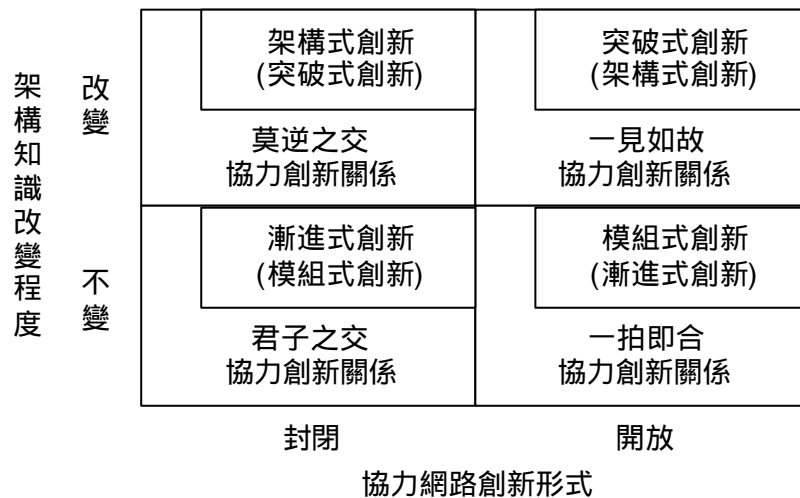 架構知識改變程度
改變
架構式創新
(突破式創新)
莫逆之交
協力創新關係
突破式創新
(架構式創新)
一見如故
協力創新關係
不變
漸進式創新
(模組式創新)
君子之交
協力創新關係
模組式創新
(漸進式創新)
一拍即合
協力創新關係
封閉
開放
協力網路創新形式